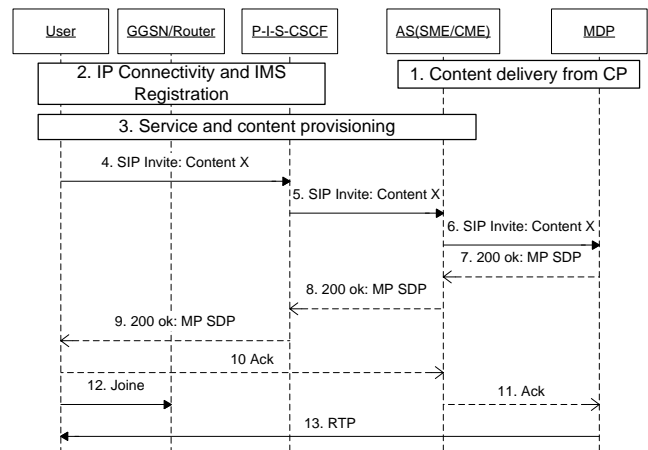 User
GGSN/Router
P-I-S-CSCF
AS(SME/CME)
MDP
2. IP Connectivity and IMS
Registration
1. Content delivery from CP
3. Service and content provisioning
4. SIP Invite: Content X
5. SIP Invite: Content X
6. SIP Invite: Content X
7. 200 ok: MP SDP
8. 200 ok: MP SDP
9. 200 ok: MP SDP
10 Ack
12. Joine
11. Ack
13. RTP